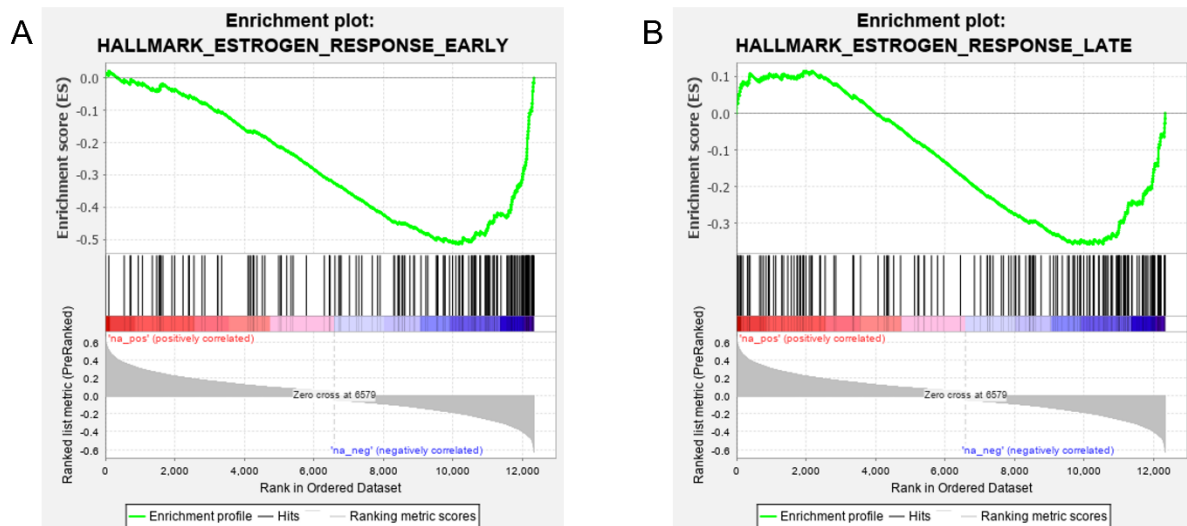 A
Enrichment plot:
HALLMARK_ESTROGEN_RESPONSE_EARLY
Enrichment score (ES)
0.0
-0.1
-0.2
-0.3
-0.4
-0.5
Ranked list metric (PreRanked)
'na_pos' (positively correlated)
0.6
0.4
0.2
0.0
-0.2
-0.4
-0.6
Zero cross at 6579
'na_neg' (negatively correlated)
0 2,000 4,000 6,000 8,000 10,000 12,000
Rank in Ordered Dataset
Enrichment profile Hits Ranking metric scores
B
Enrichment plot:
HALLMARK_ESTROGEN_RESPONSE_LATE
Enrichment score (ES)
0.1
0.0
-0.1
-0.2
-0.3
Ranked list metric (PreRanked)
'na_pos' (positively correlated)
0.6
0.4
0.2
0.0
-0.2
-0.4
-0.6
Zero cross at 6579
'na_neg' (negatively correlated)
0 2,000 4,000 6,000 8,000 10,000 12,000
Rank in Ordered Dataset
Enrichment profile Hits Ranking metric scores